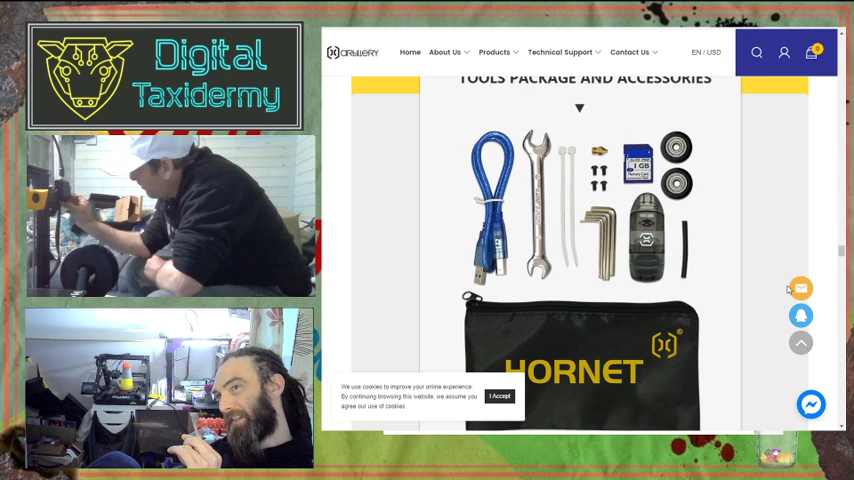 Digital
Taxidermy
ARTILLERY
Home
About Us
Products
Technical Support
Contact Us
EN / USD
0
TOOLS PACKAGE AND ACCESSORIES
1 GB
HORNET
®
We use cookies to improve your online experience.
By continuing browsing this website, we assume you
agree our use of cookies.
I Accept